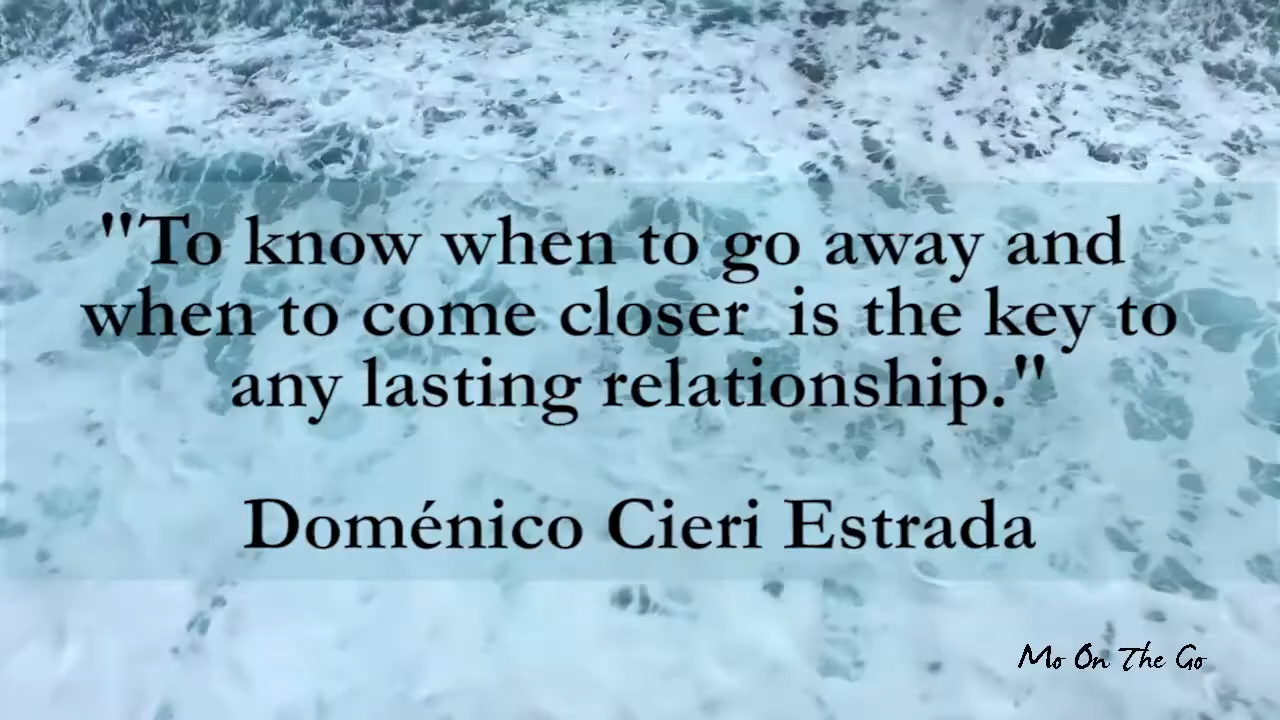 "To know when to go away and
when to come closer  is the key to
any lasting relationship."
Doménico Cieri Estrada
Mo On The Go